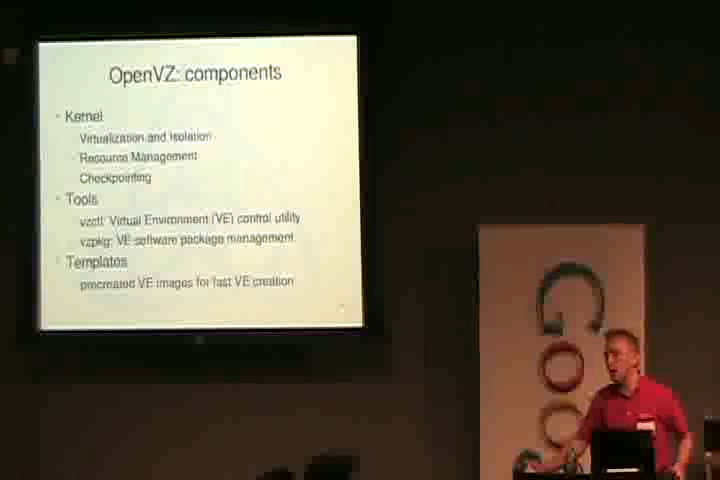 OpenVZ: components
Kernel
Virtualization and Isolation
Resource Management
Checkpointing
Tools
vzctl: Virtual Environment (VE) control utility
vzpkg: VE software package management
Templates
precreated VE images for fast VE creation
Goo